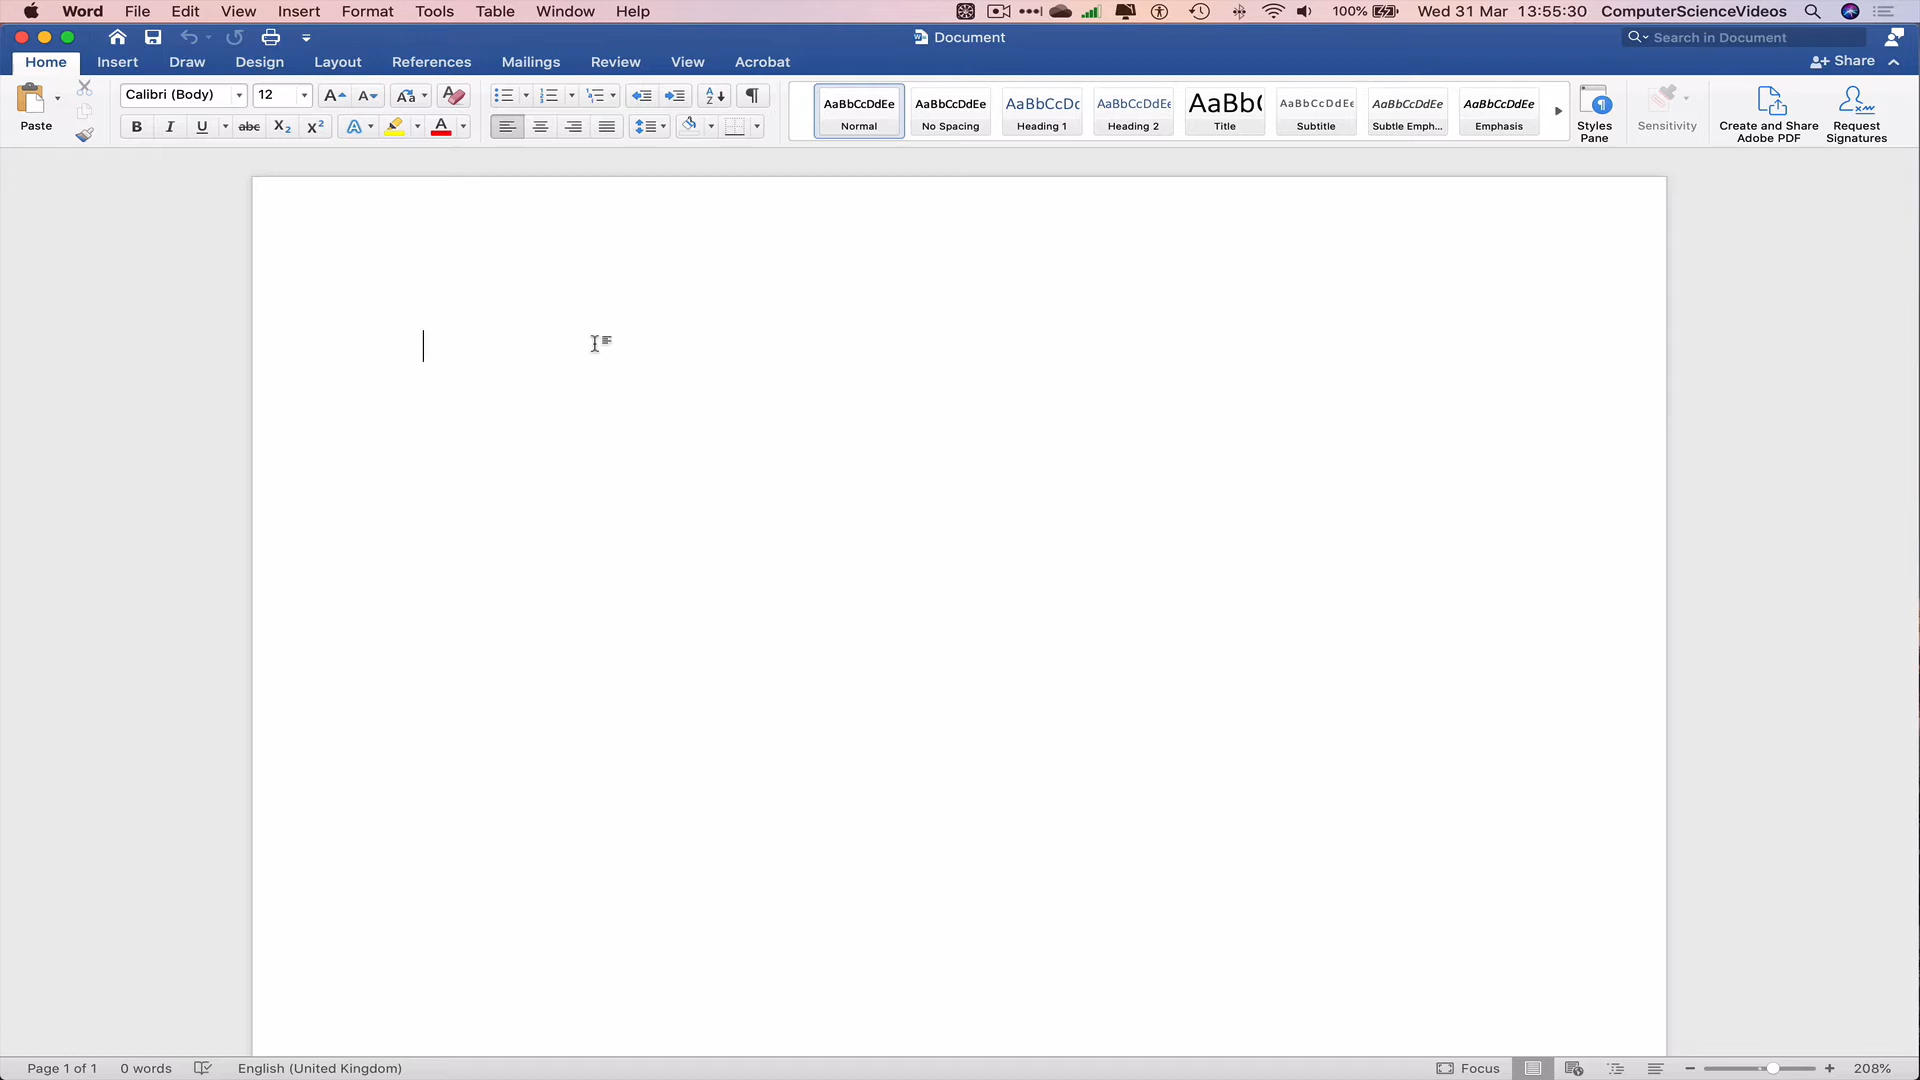 Word File Edit View Insert Format Tools Table Window Help 100% Wed 31 Mar 13:55:30 ComputerScienceVideos
Document Search in Document
Home Insert Draw Design Layout References Mailings Review View Acrobat Share
Paste
Calibri (Body) 12 A A Aa A
B I U abc X2 X2 A A
A Z ¶
AaBbCcDdEe AaBbCcDdEe AaBbCcDc AaBbCcDdEe AaBb( AaBbCcDdEe AaBbCcDdEe AaBbCcDdEe
Normal No Spacing Heading 1 Heading 2 Title Subtitle Subtle Emph... Emphasis
Styles Pane
Sensitivity
Create and Share Adobe PDF
Request Signatures
Page 1 of 1 0 words English (United Kingdom) Focus 208%